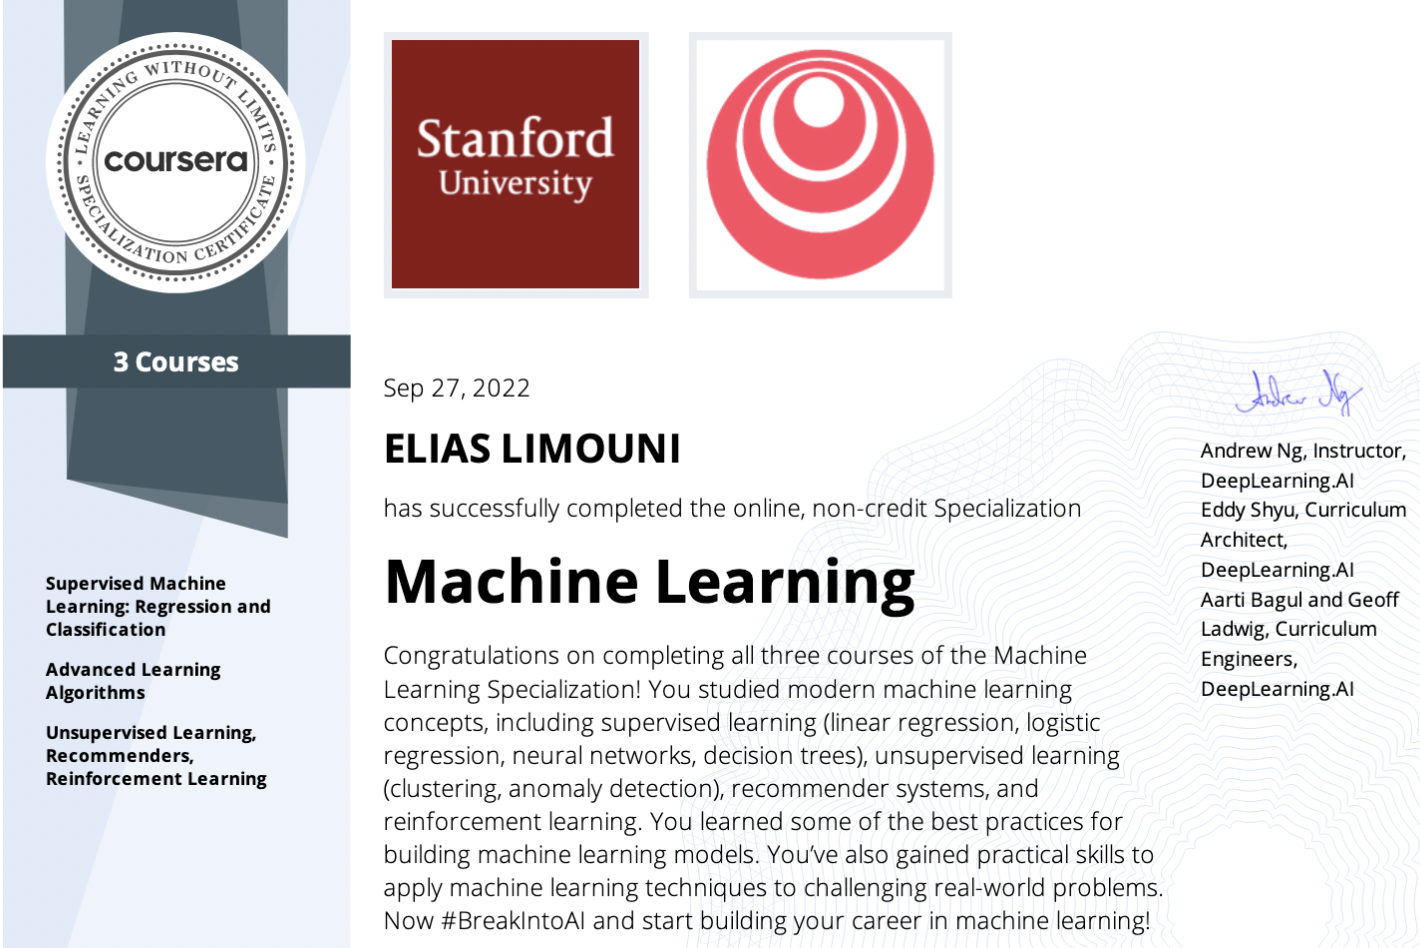 LEARNING WITHOUT LIMITS
coursera
SPECIALIZATION CERTIFICATE
3 Courses
Supervised Machine
Learning: Regression and
Classification
Advanced Learning
Algorithms
Unsupervised Learning,
Recommenders,
Reinforcement Learning
Stanford
University
Sep 27, 2022
ELIAS LIMOUNI
has successfully completed the online, non-credit Specialization
Machine Learning
Congratulations on completing all three courses of the Machine
Learning Specialization! You studied modern machine learning
concepts, including supervised learning (linear regression, logistic
regression, neural networks, decision trees), unsupervised learning
(clustering, anomaly detection), recommender systems, and
reinforcement learning. You learned some of the best practices for
building machine learning models. You’ve also gained practical skills to
apply machine learning techniques to challenging real-world problems.
Now #BreakIntoAI and start building your career in machine learning!
Andrew Ng
Andrew Ng, Instructor,
DeepLearning.AI
Eddy Shyu, Curriculum
Architect,
DeepLearning.AI
Aarti Bagul and Geoff
Ladwig, Curriculum
Engineers,
DeepLearning.AI